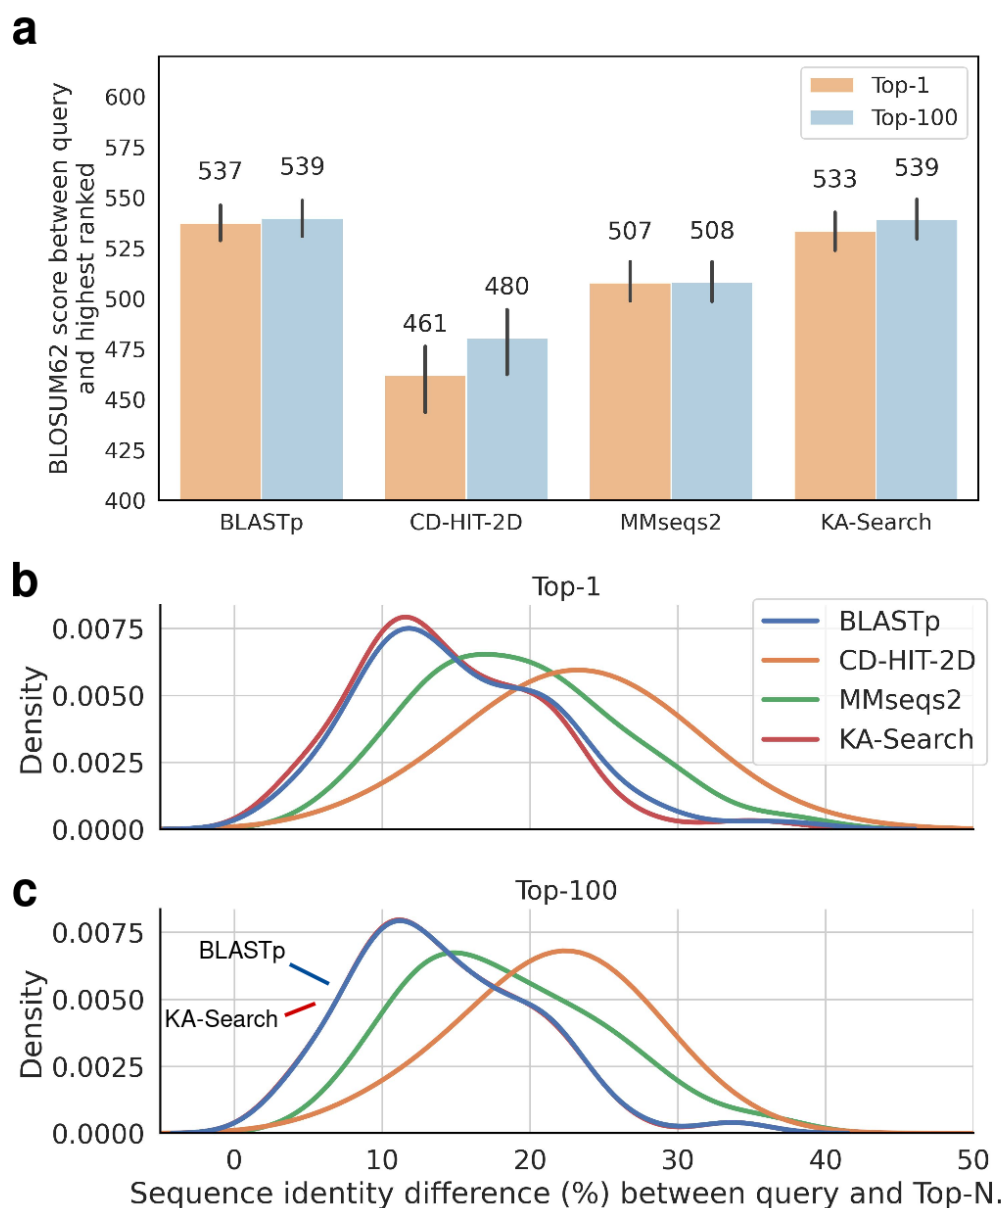 a
BLOSUM62 score between query
and highest ranked
600
575
550
525
500
475
450
425
400
Top-1
Top-100
537
539
461
480
507
508
533
539
BLASTp
CD-HIT-2D
MMseqs2
KA-Search
b
Top-1
Density
0.0075
0.0050
0.0025
0.0000
BLASTp
CD-HIT-2D
MMseqs2
KA-Search
c
Top-100
Density
0.0075
0.0050
0.0025
0.0000
BLASTp
KA-Search
0 10 20 30 40 50
Sequence identity difference (%) between query and Top-N.